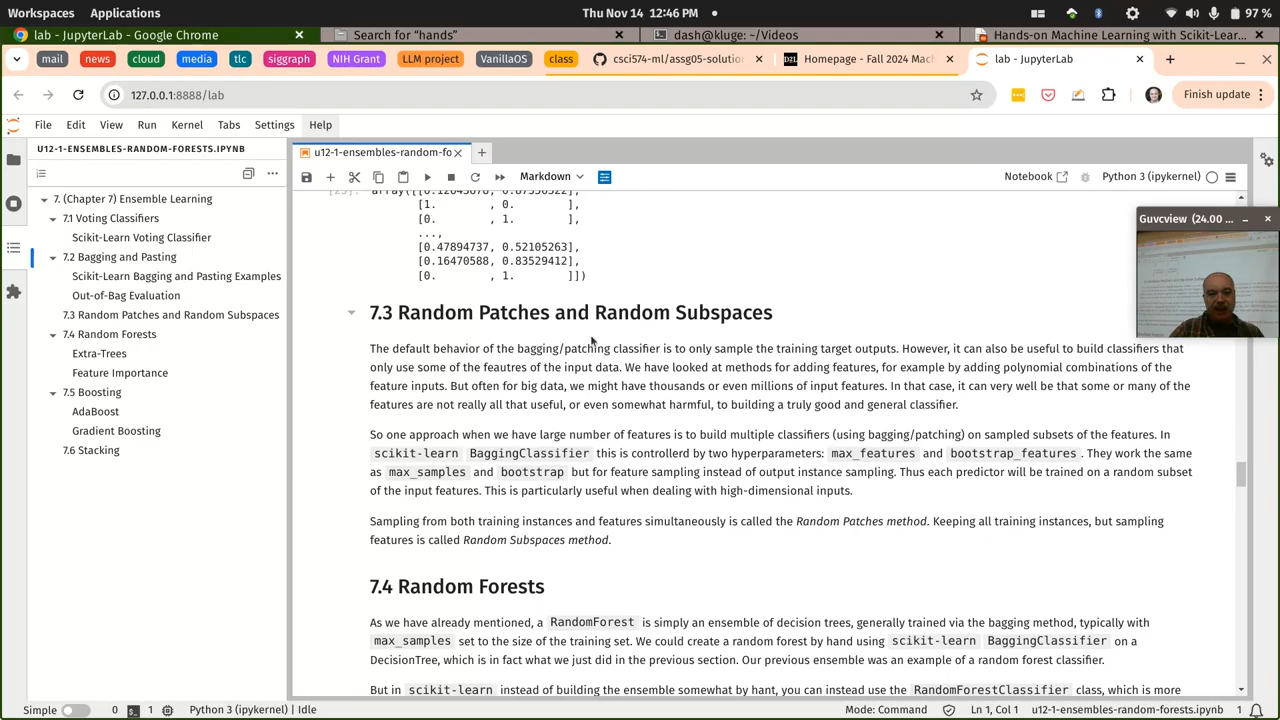 Workspaces Applications Thu Nov 14 12:46 PM 97 %
lab - JupyterLab - Google Chrome Search for “hands” dash@kluge: ~/Videos Hands-on Machine Learning with Scikit-Lear...
mail news cloud media tlc siggraph NIH Grant LLM project VanillaOS class csci574-ml/assg05-solutio Homepage - Fall 2024 Mac lab - JupyterLab
127.0.0.1:8888/lab Finish update
File Edit View Run Kernel Tabs Settings Help
U12-1-ENSEMBLES-RANDOM-FORESTS.IPYNB
u12-1-ensembles-random-fo
Markdown Notebook Python 3 (ipykernel)
7. (Chapter 7) Ensemble Learning
7.1 Voting Classifiers
Scikit-Learn Voting Classifier
7.2 Bagging and Pasting
Scikit-Learn Bagging and Pasting Examples
Out-of-Bag Evaluation
7.3 Random Patches and Random Subspaces
7.4 Random Forests
Extra-Trees
Feature Importance
7.5 Boosting
AdaBoost
Gradient Boosting
7.6 Stacking
[1. , 0. ],
[0. , 1. ],
...,
[0.47894737, 0.52105263],
[0.16470588, 0.83529412],
[0. , 1. ]])
Guvcview (24.00 ...
7.3 Random Patches and Random Subspaces
The default behavior of the bagging/patching classifier is to only sample the training target outputs. However, it can also be useful to build classifiers that
only use some of the feautres of the input data. We have looked at methods for adding features, for example by adding polynomial combinations of the
feature inputs. But often for big data, we might have thousands or even millions of input features. In that case, it can very well be that some or many of the
features are not really all that useful, or even somewhat harmful, to building a truly good and general classifier.
So one approach when we have large number of features is to build multiple classifiers (using bagging/patching) on sampled subsets of the features. In
scikit-learn BaggingClassifier this is controllerd by two hyperparameters: max_features and bootstrap_features. They work the same
as max_samples and bootstrap but for feature sampling instead of output instance sampling. Thus each predictor will be trained on a random subset
of the input features. This is particularly useful when dealing with high-dimensional inputs.
Sampling from both training instances and features simultaneously is called the Random Patches method. Keeping all training instances, but sampling
features is called Random Subspaces method.
7.4 Random Forests
As we have already mentioned, a RandomForest is simply an ensemble of decision trees, generally trained via the bagging method, typically with
max_samples set to the size of the training set. We could create a random forest by hand using scikit-learn BaggingClassifier on a
DecisionTree, which is in fact what we just did in the previous section. Our previous ensemble was an example of a random forest classifier.
But in scikit-learn instead of building the ensemble somewhat by hant, you can instead use the RandomForestClassifier class, which is more
Simple 0 1 Python 3 (ipykernel) | Idle Mode: Command Ln 1, Col 1 u12-1-ensembles-random-forests.ipynb 1